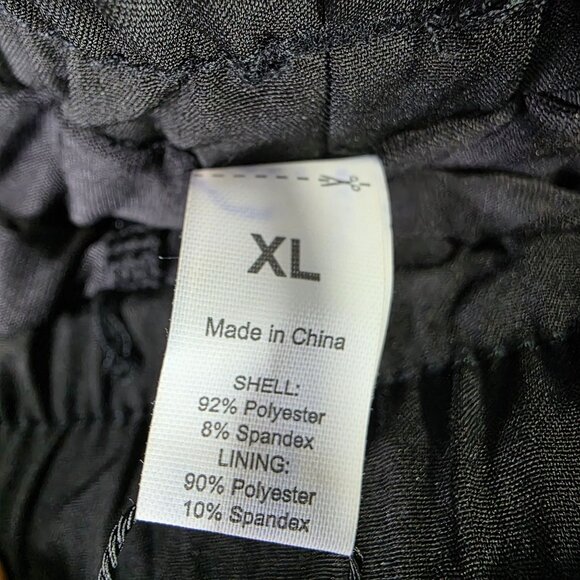 XL
Made in China
SHELL:
92% Polyester
8% Spandex
LINING:
90% Polyester
10% Spandex